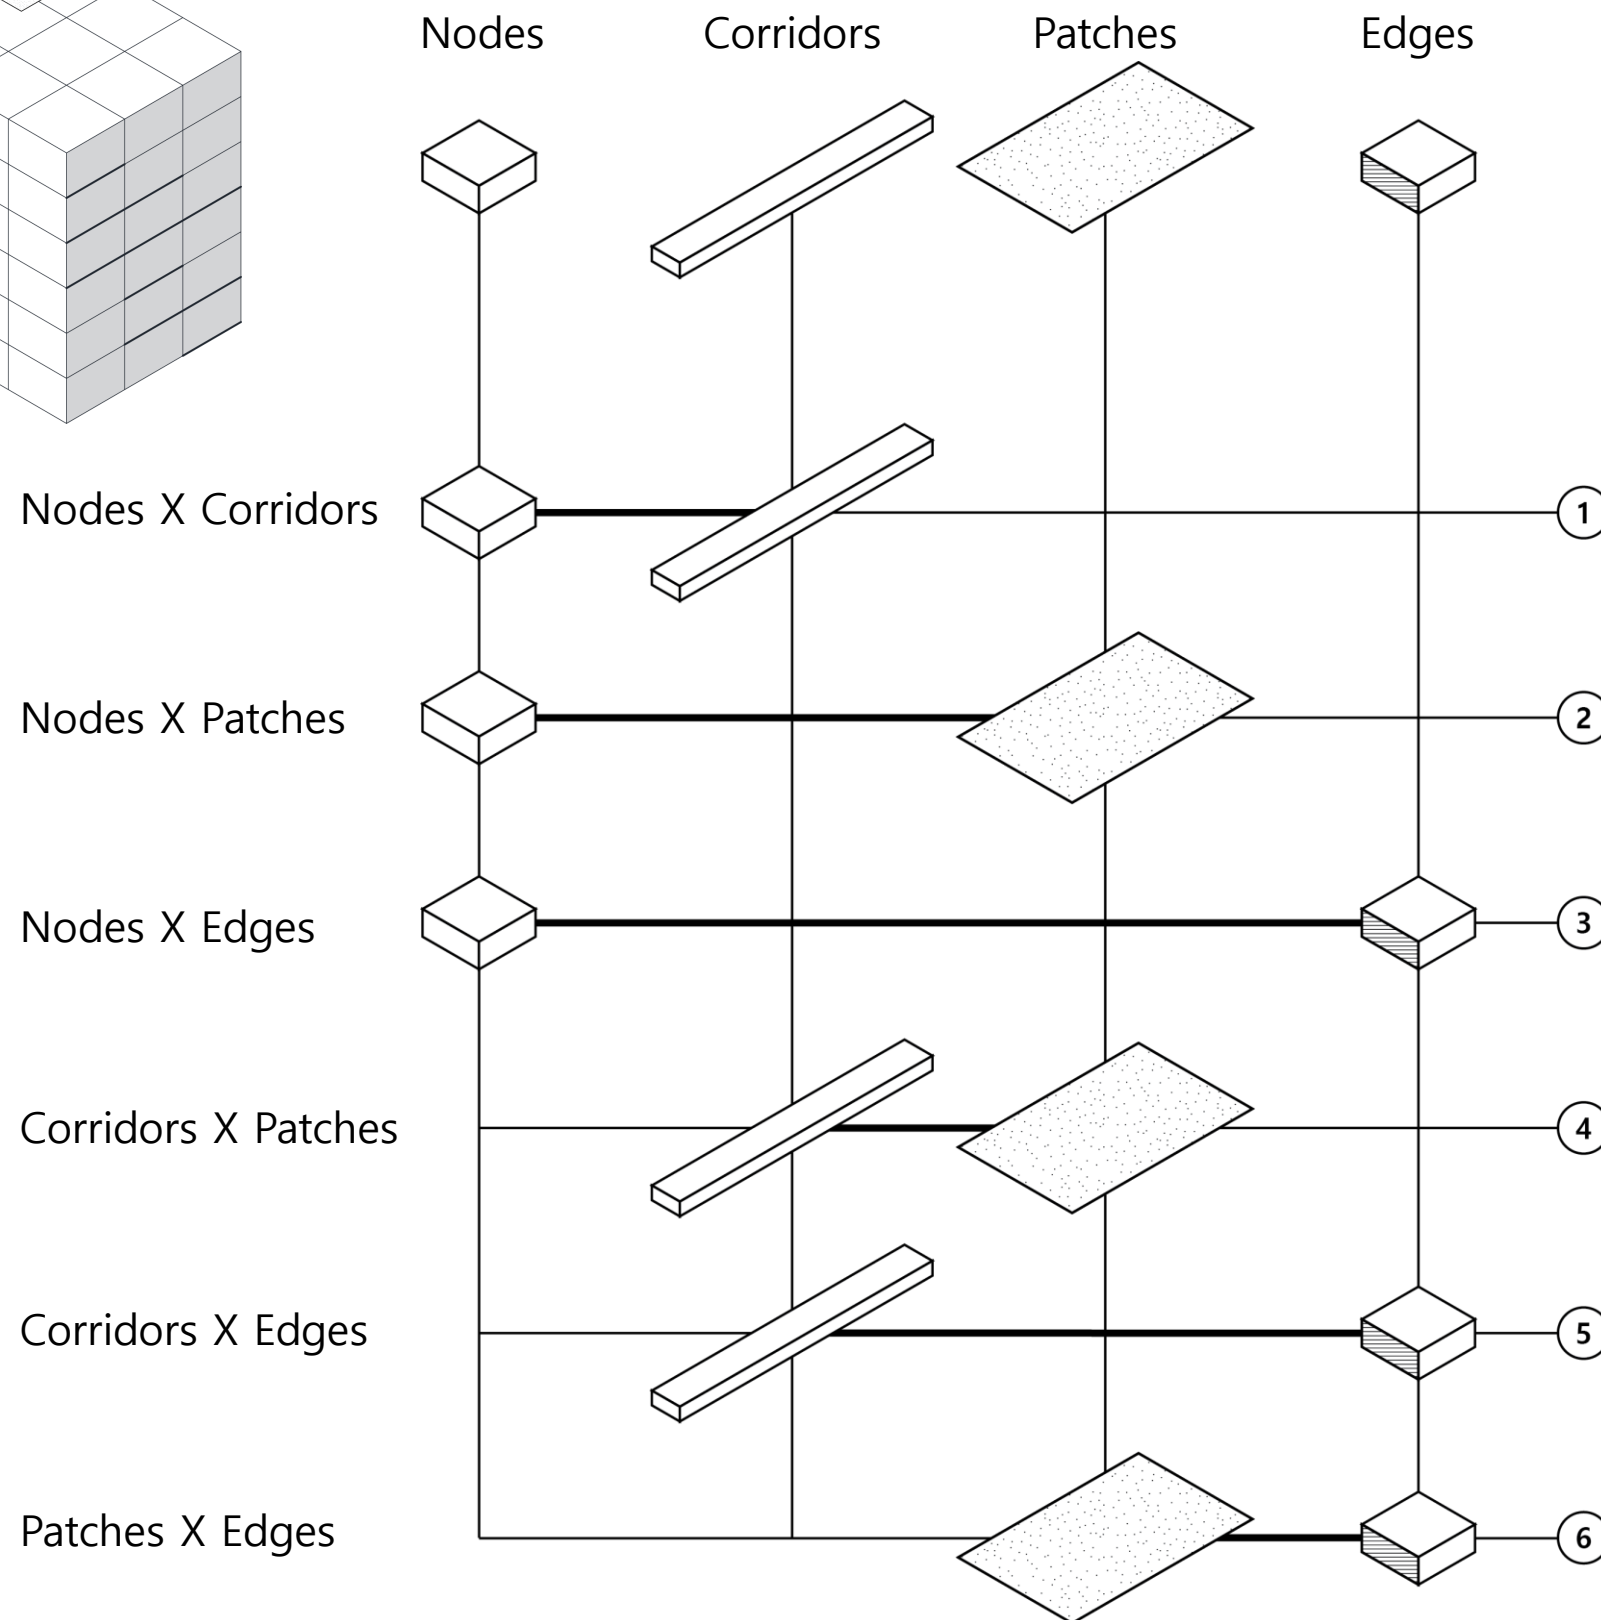 Nodes Corridors Patches Edges
Nodes X Corridors 1
Nodes X Patches 2
Nodes X Edges 3
Corridors X Patches 4
Corridors X Edges 5
Patches X Edges 6